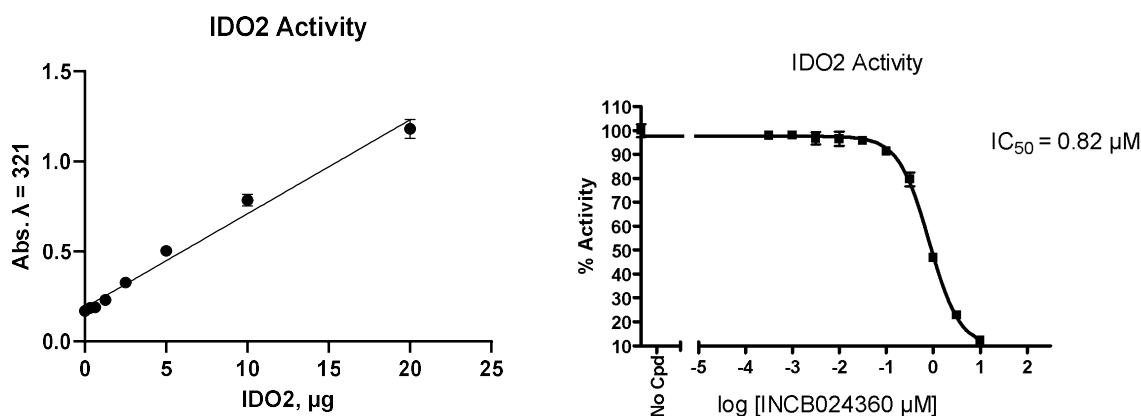 IDO2 Activity
1.5
1.0
0.5
0.0
Abs. λ = 321
0 5 10 15 20 25
IDO2, µg
IDO2 Activity
110
100
90
80
70
60
50
40
30
20
10
% Activity
No Cpd -5 -4 -3 -2 -1 0 1 2
log [INCB024360 µM]
IC50 = 0.82 µM